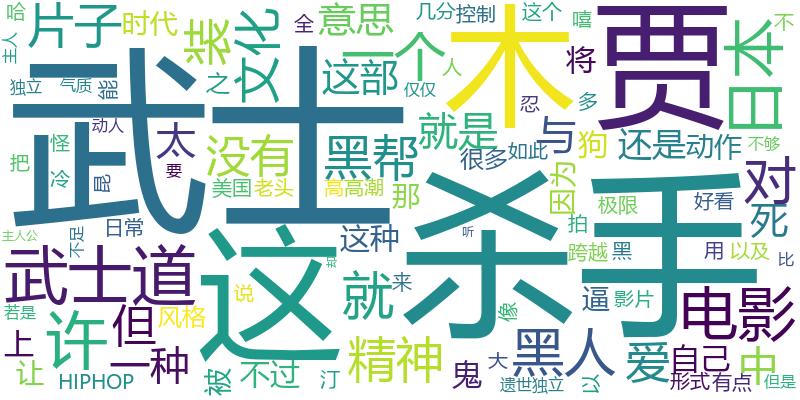 哈
片子
时代
装
文化
全
意思
几分
控制
这个
嘻
不
主人
武士
一个
木
贾
将
日本
独立
气质
能
之
这部
仅仅
人
忍
多
动人
太
没有
黑帮
就是
与
狗
还是
动作
把
怪
要
很多
如此
不够
冷
昆
美国
老头
高高潮
那
因为
极限
好看
对
主人公
不足
日常
这
杀手
这种
听
拍
跨越
黑
用
以及
死
武士道
说
却
就
来
逼
影片
比
若是
许
但
风格
像
电影
上
一种
精神
黑人
爱
自己
中
让
HIPHOP
被
不过
汀
鬼
大
遗世独立
以
形式
有点
但是